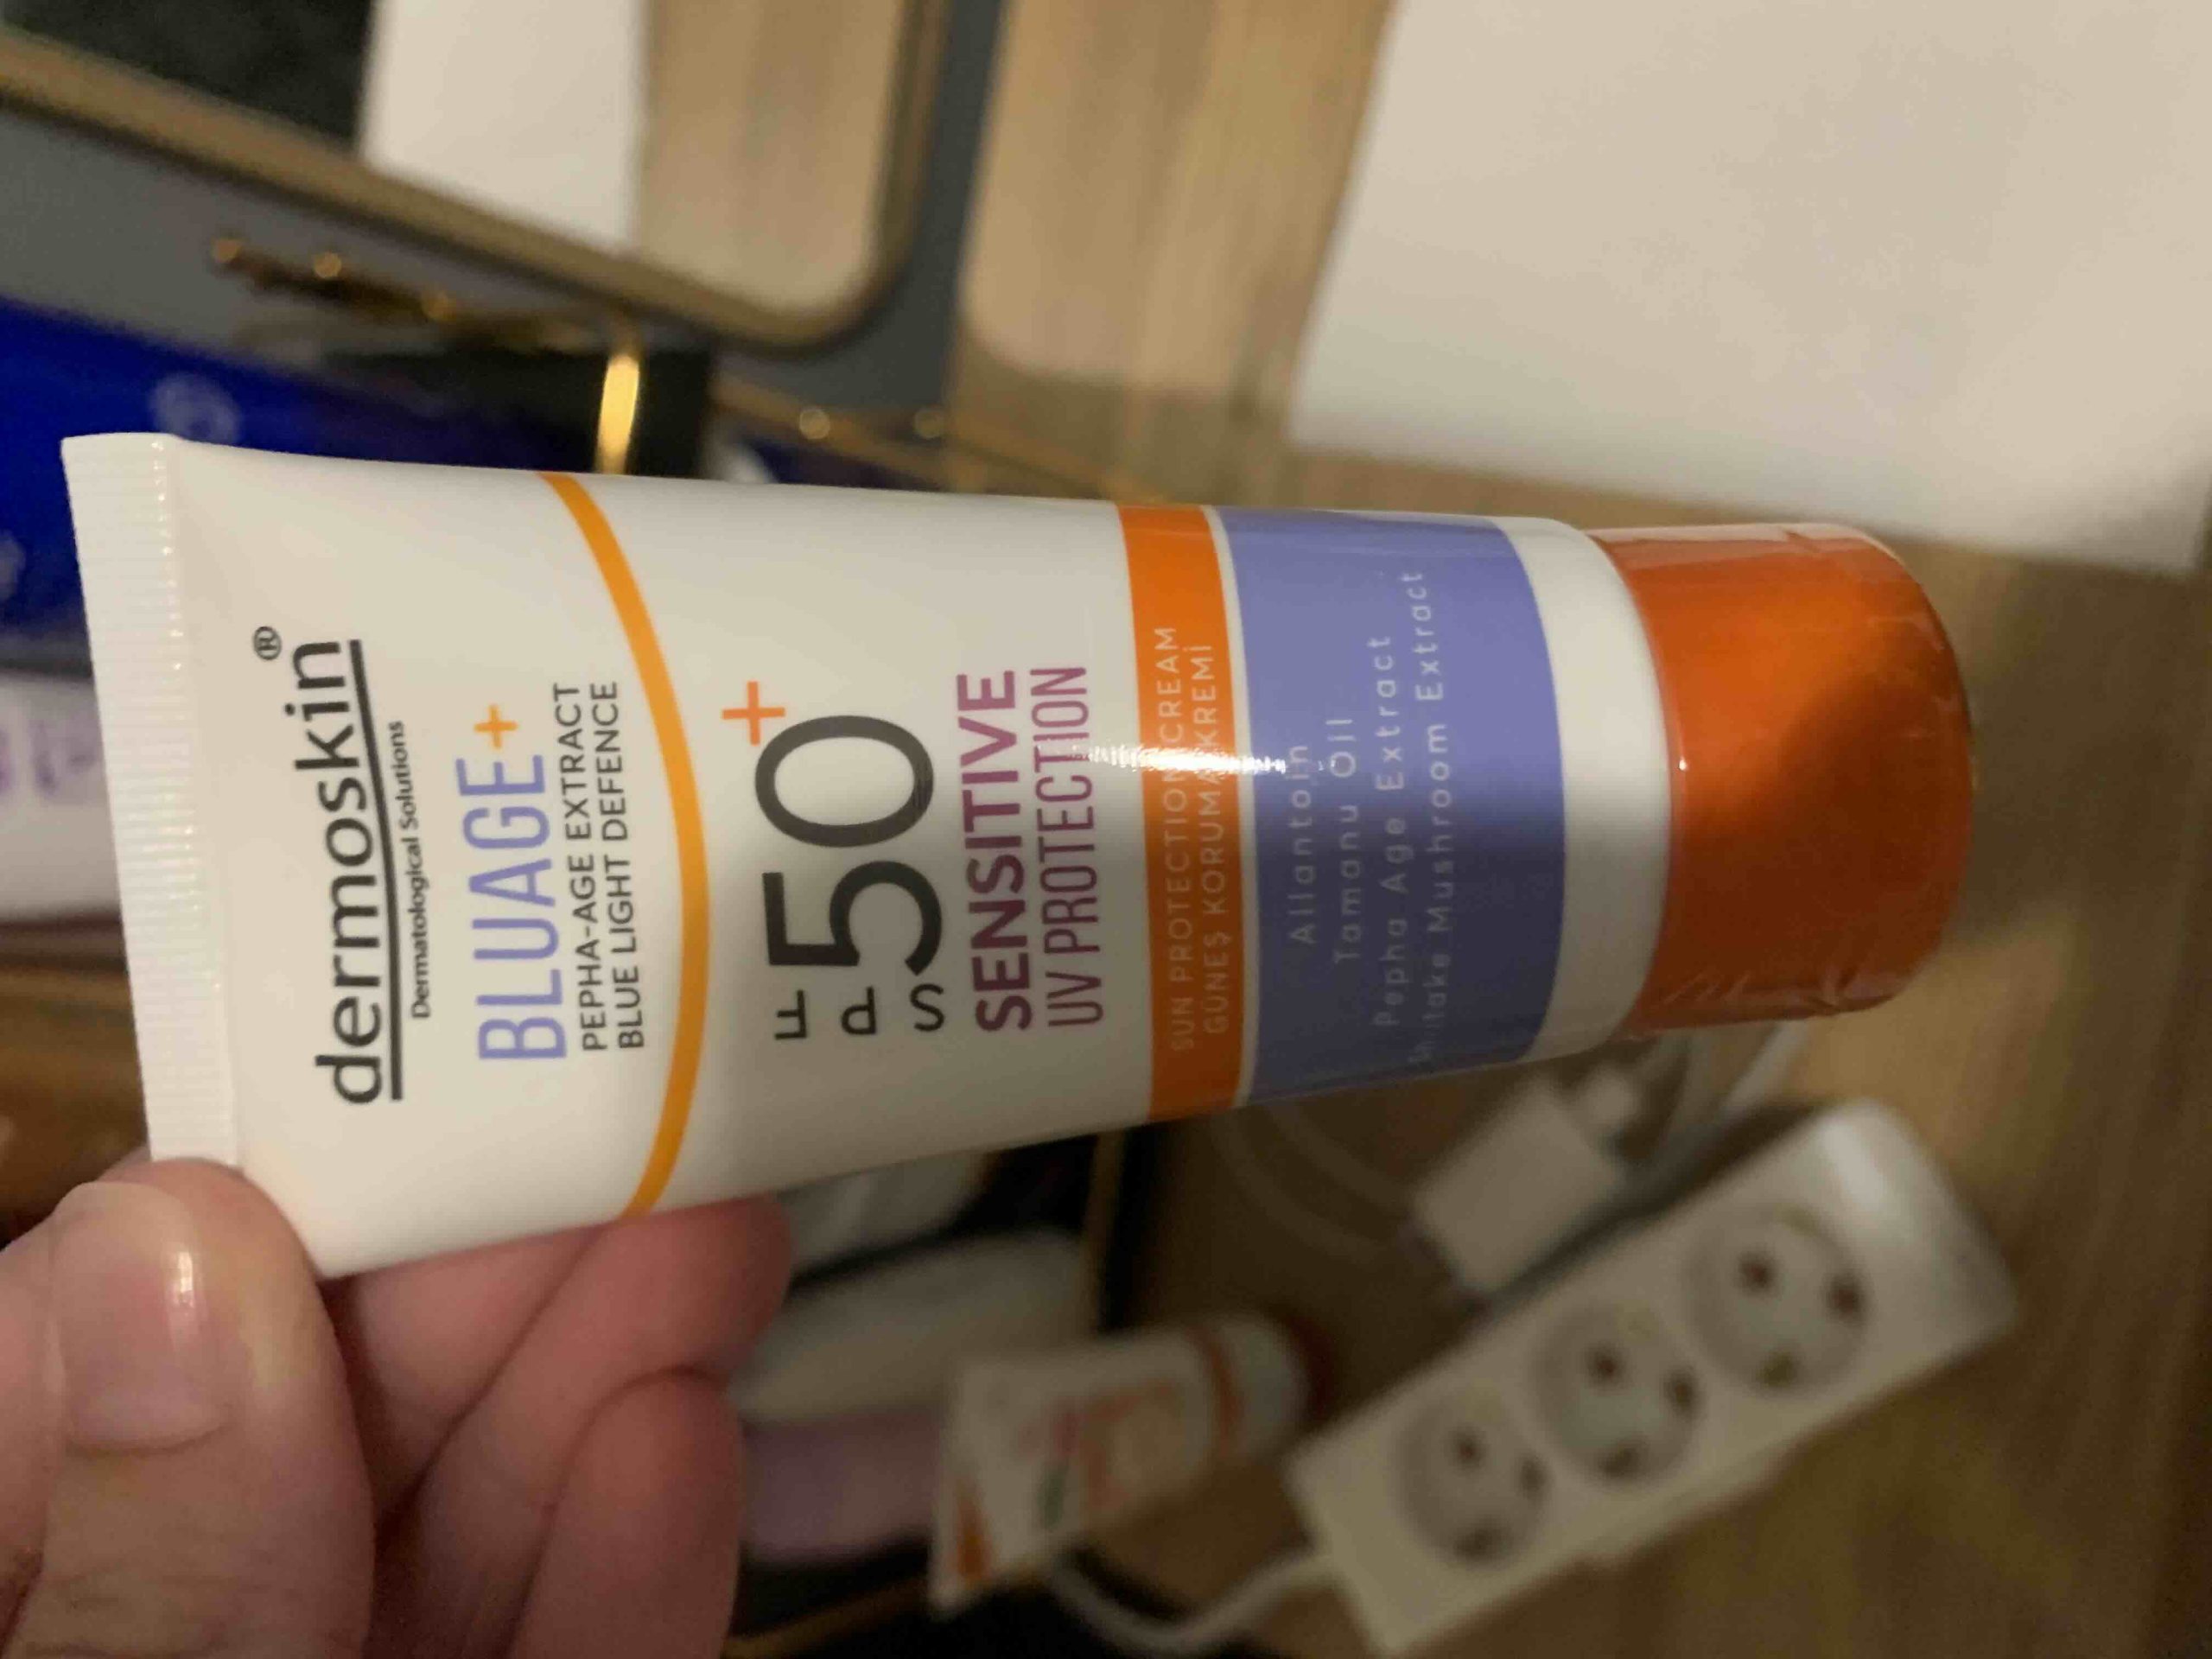 dermoskin®
Dermatological Solutions
BLUAGE+
PEPHA-AGE EXTRACT
BLUE LIGHT DEFENCE
SPF 50+
SENSITIVE
UV PROTECTION
SUN PROTECTION CREAM
GÜNEŞ KORUMA KREMİ
Allantoin
Tamanu Oil
Pepha Age Extract
Shitake Mushroom Extract